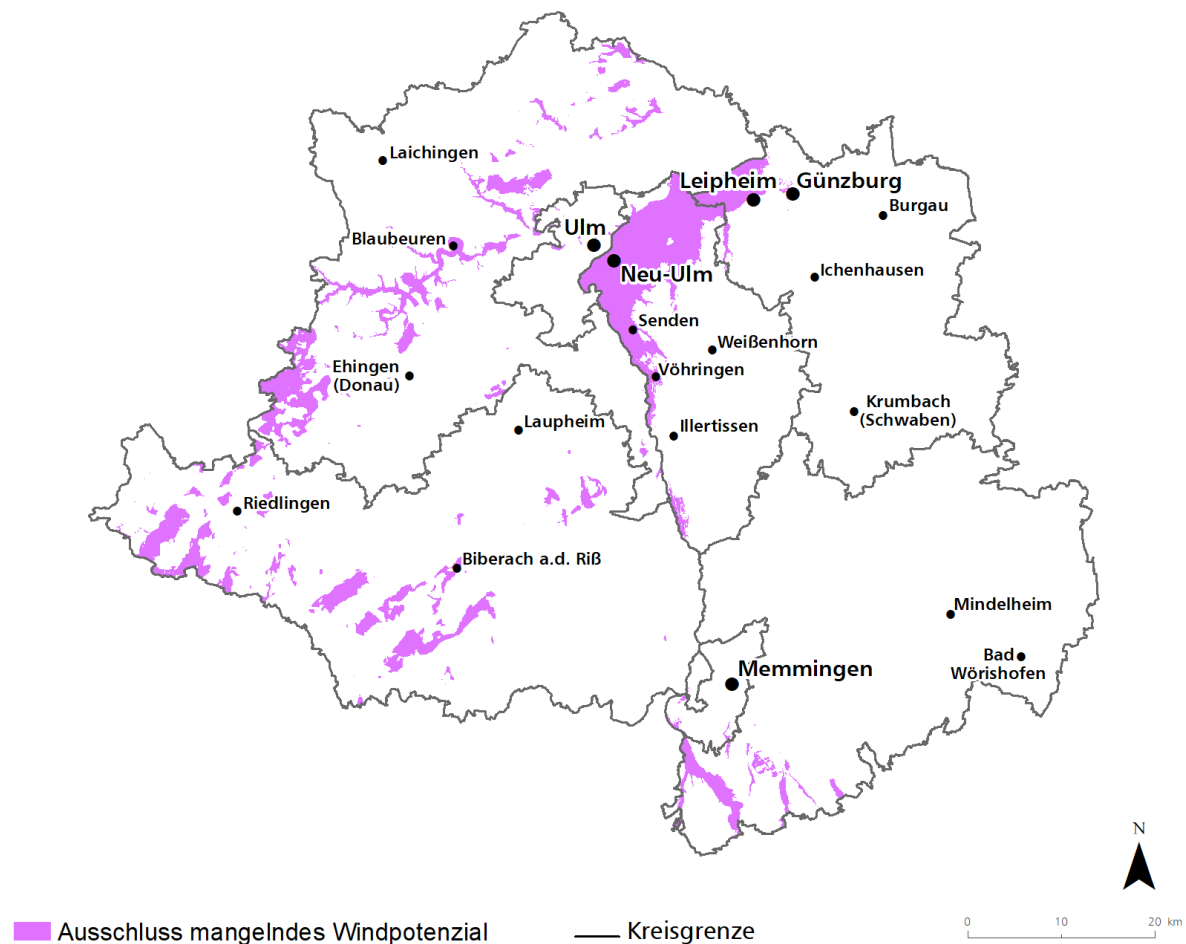 Laichingen
Leipheim
Günzburg
Burgau
Ulm
Blaubeuren
Neu-Ulm
Ichenhausen
Senden
Weißenhorn
Ehingen
(Donau)
Vöhringen
Krumbach
(Schwaben)
Laupheim
Illertissen
Riedlingen
Biberach a.d. Riß
Mindelheim
Bad
Wörishofen
Memmingen
N
Ausschluss mangelndes Windpotenzial
Kreisgrenze
0 10 20 km